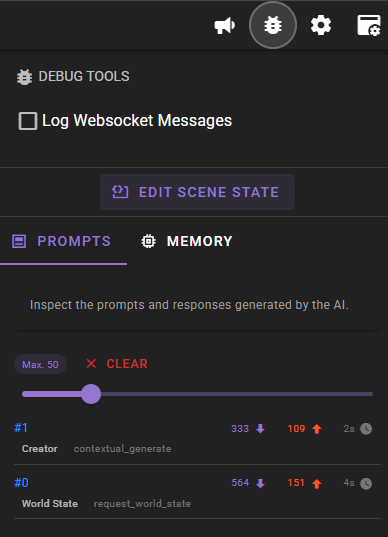 DEBUG TOOLS
Log Websocket Messages
EDIT SCENE STATE
PROMPTS MEMORY
Inspect the prompts and responses generated by the AI.
Max. 50 CLEAR
#1 333 109 2s
Creator contextual_generate
#0 564 151 4s
World State request_world_state